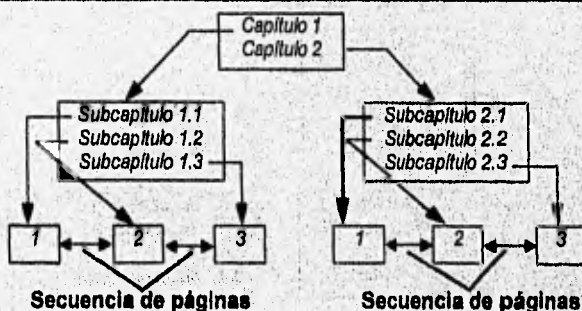 Capítulo 1
Capítulo 2
Subcapítulo 1.1
Subcapítulo 1.2
Subcapítulo 1.3
Subcapítulo 2.1
Subcapítulo 2.2
Subcapítulo 2.3
1 2 3
1 2 3
Secuencia de páginas
Secuencia de páginas